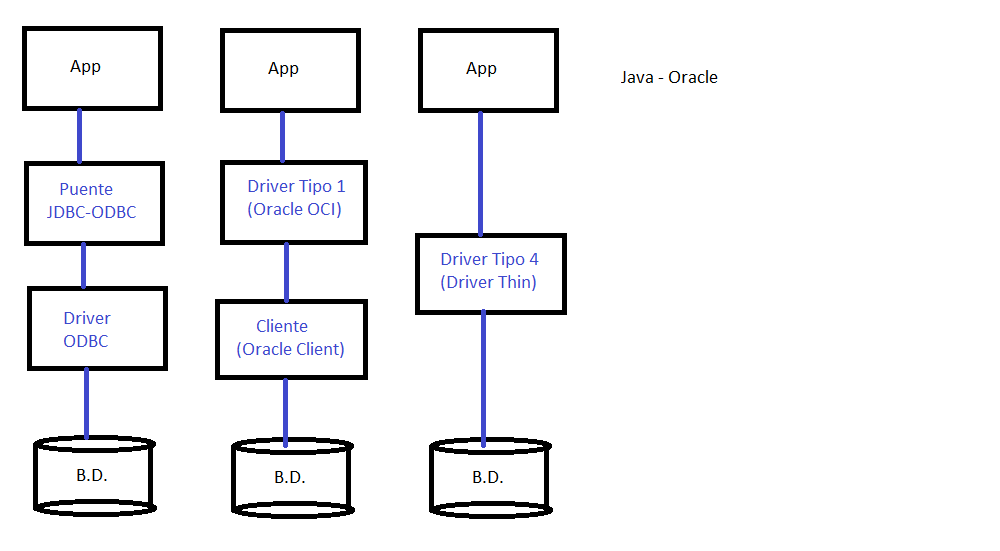 App
Puente
JDBC-ODBC
Driver
ODBC
B.D.
App
Driver Tipo 1
(Oracle OCI)
Cliente
(Oracle Client)
B.D.
App
Driver Tipo 4
(Driver Thin)
B.D.
Java - Oracle